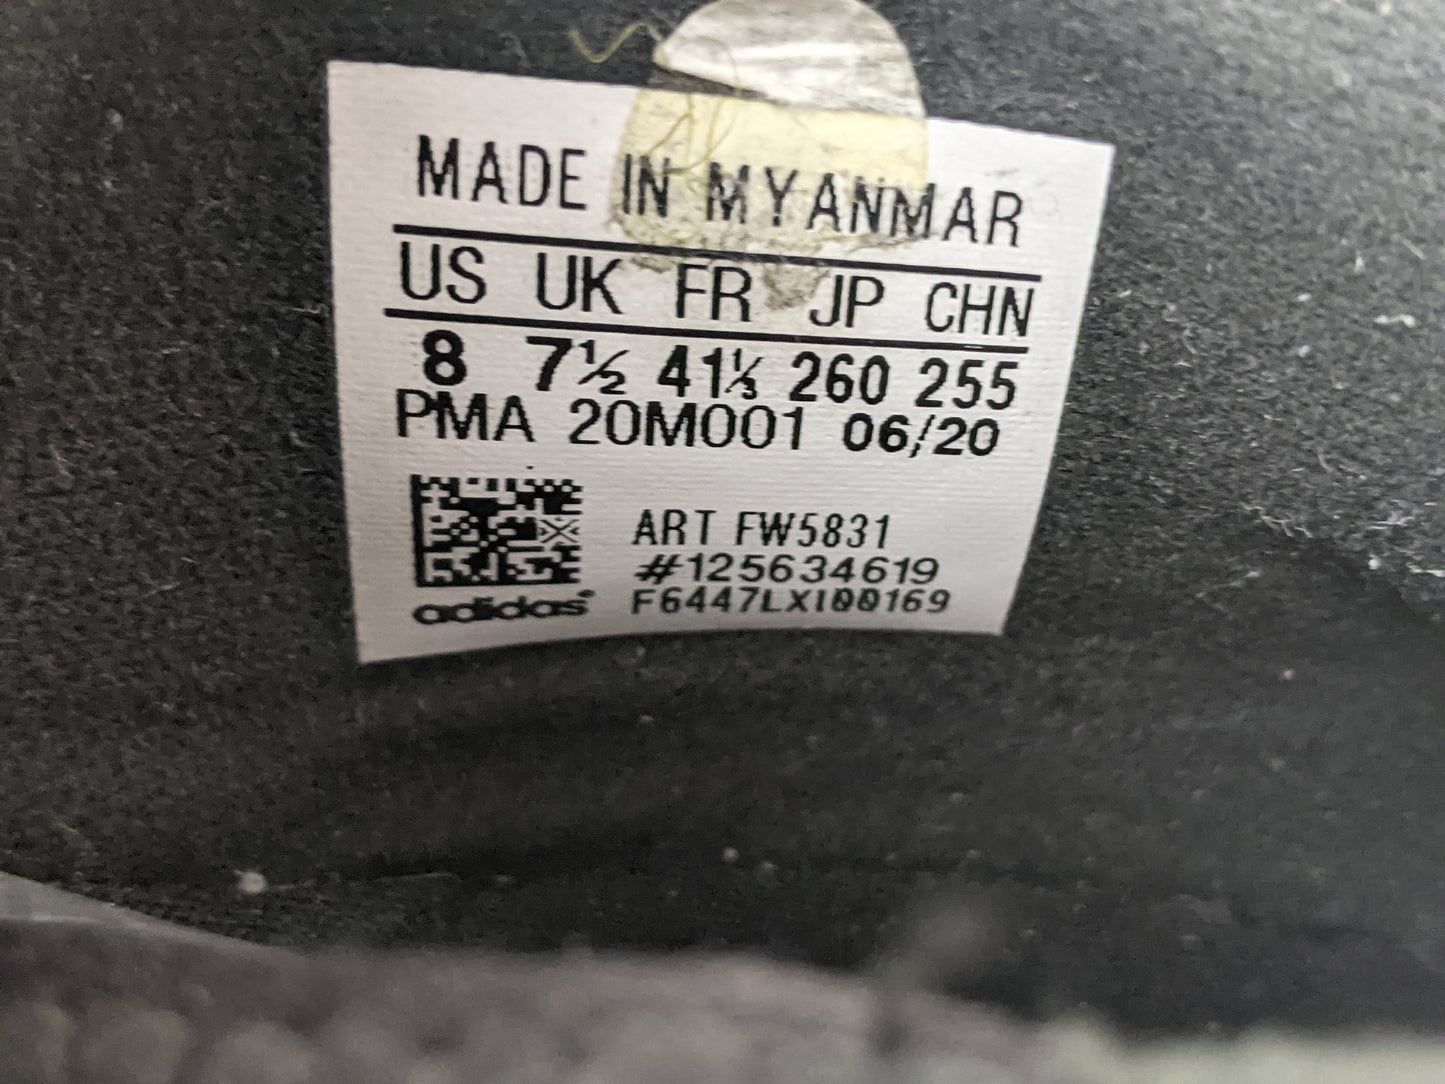 MADE IN MYANMAR
US UK FR JP CHN
8 7½ 41⅓ 260 255
PMA 20M001 06/20
ART FW5831
#125634619
adidas® F6447LXI00169